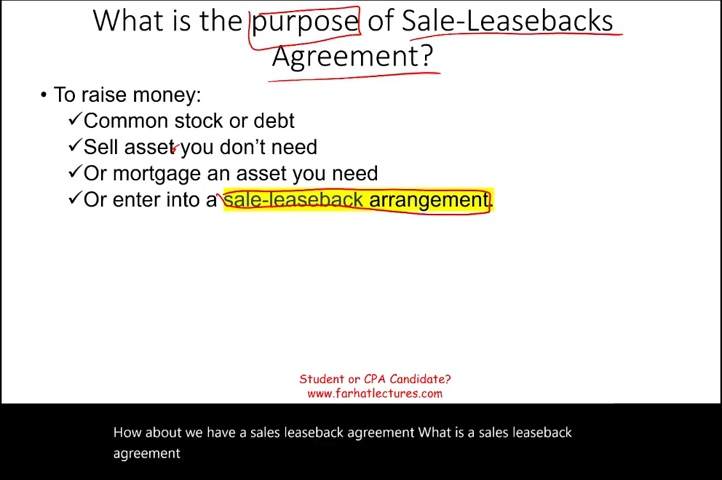 What is the purpose of Sale-Leasebacks
Agreement?
• To raise money:
✓Common stock or debt
✓Sell asset you don't need
✓Or mortgage an asset you need
✓Or enter into a sale-leaseback arrangement.
Student or CPA Candidate?
www.farhatlectures.com
How about we have a sales leaseback agreement What is a sales leaseback
agreement